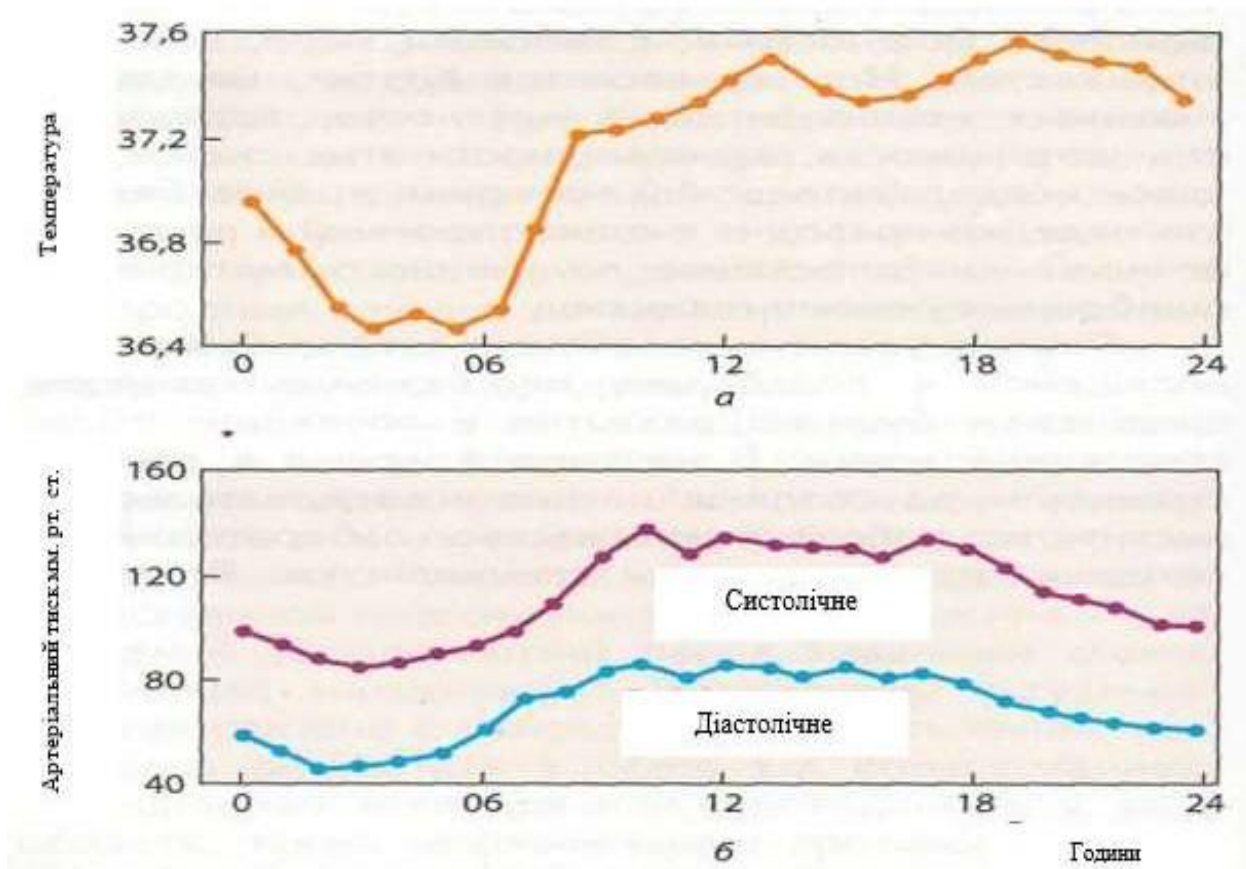 37,6
37,2
36,8
36,4
Температура
0 06 12 18 24
а
160
120
80
40
Артеріальний тиск мм. рт. ст.
Систолічне
Діастолічне
0 06 12 18 24
б
Години